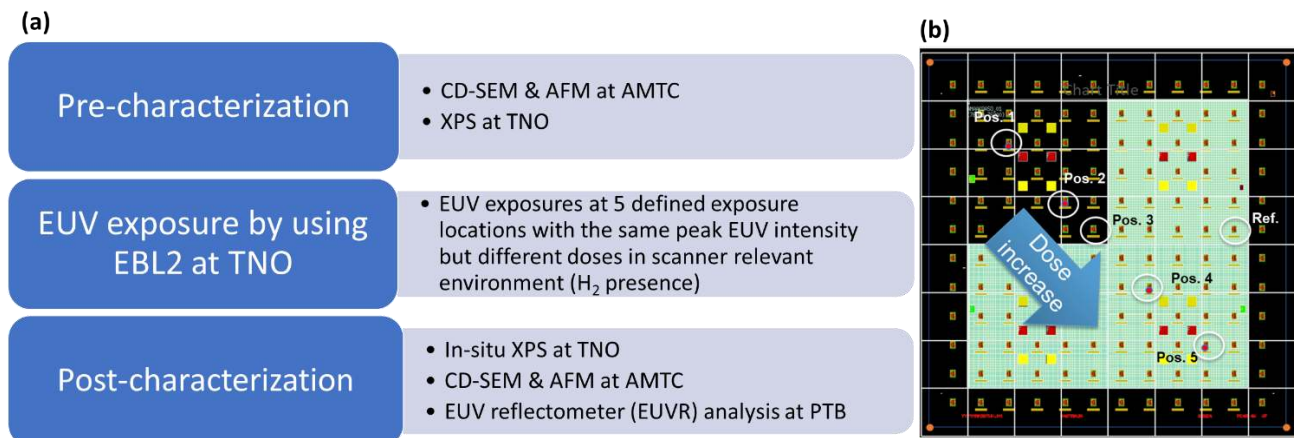 (a)
Pre-characterization
• CD-SEM & AFM at AMTC
• XPS at TNO
EUV exposure by using
EBL2 at TNO
• EUV exposures at 5 defined exposure
locations with the same peak EUV intensity
but different doses in scanner relevant
environment (H₂ presence)
Post-characterization
• In-situ XPS at TNO
• CD-SEM & AFM at AMTC
• EUV reflectometer (EUVR) analysis at PTB
(b)
Chart Title
Pos. 1
Pos. 2
Pos. 3
Ref.
Dose
increase
Pos. 4
Pos. 5